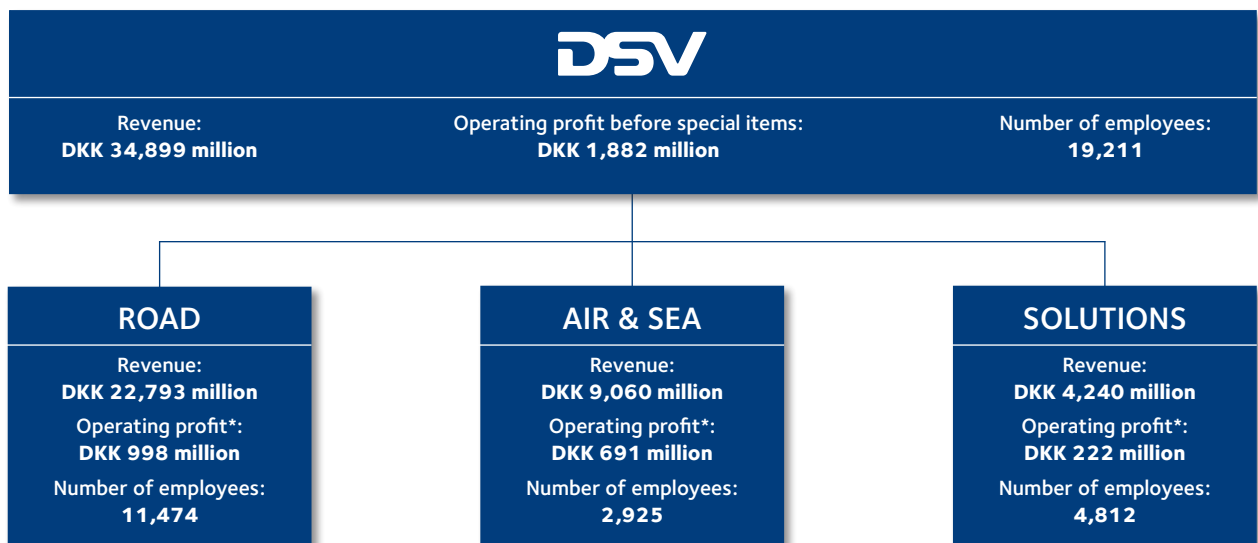 DSV
Revenue:
DKK 34,899 million
Operating profit before special items:
DKK 1,882 million
Number of employees:
19,211
ROAD
Revenue:
DKK 22,793 million
Operating profit*:
DKK 998 million
Number of employees:
11,474
AIR & SEA
Revenue:
DKK 9,060 million
Operating profit*:
DKK 691 million
Number of employees:
2,925
SOLUTIONS
Revenue:
DKK 4,240 million
Operating profit*:
DKK 222 million
Number of employees:
4,812